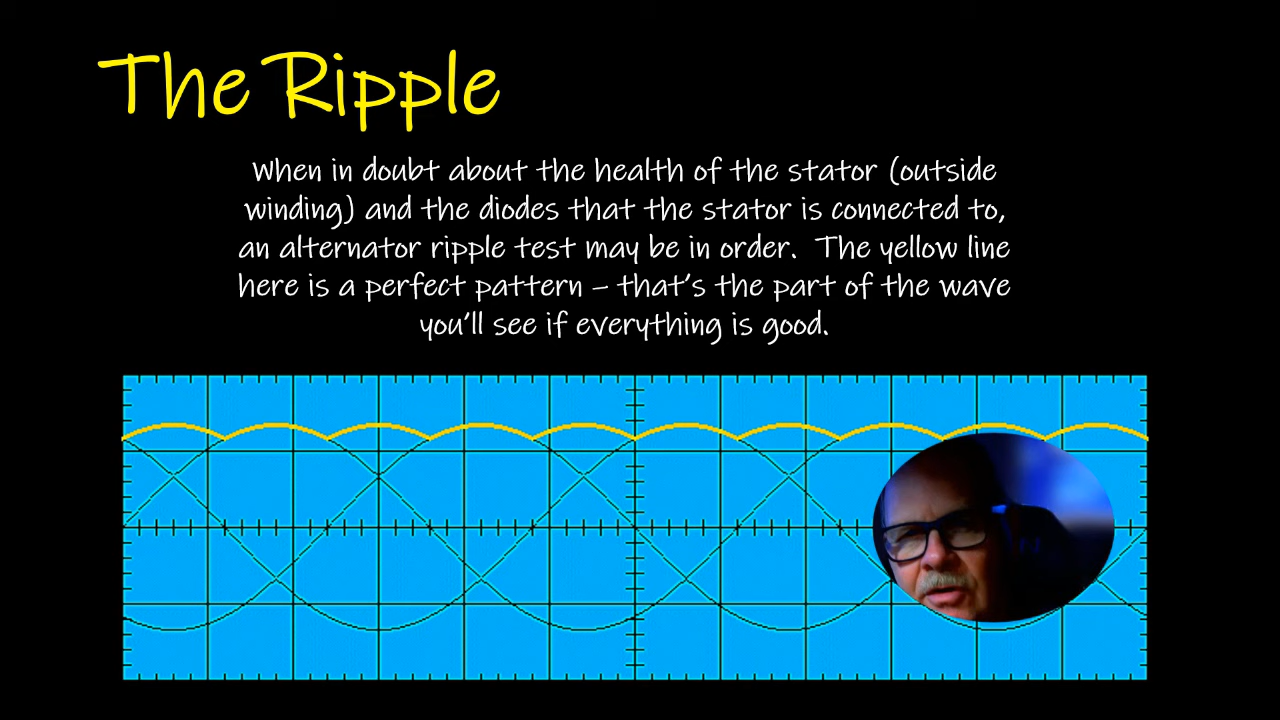 The Ripple
When in doubt about the health of the stator (outside
winding) and the diodes that the stator is connected to,
an alternator ripple test may be in order.  The yellow line
here is a perfect pattern – that's the part of the wave
you'll see if everything is good.